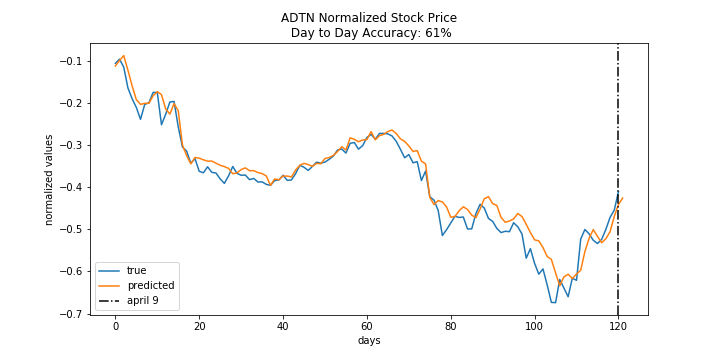 ADTN Normalized Stock Price
Day to Day Accuracy: 61%
normalized values
−0.1
−0.2
−0.3
−0.4
−0.5
−0.6
−0.7
true
predicted
april 9
0
20
40
60
80
100
120
days